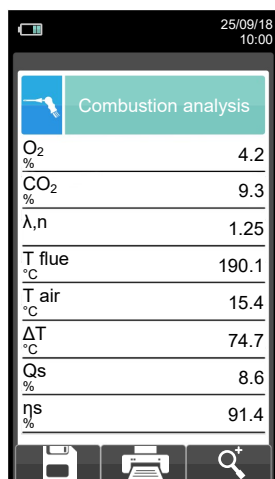 25/09/18
10:00
Combustion analysis
O₂
% 4.2
CO₂
% 9.3
λ,n 1.25
T flue
°C 190.1
T air
°C 15.4
ΔT
°C 74.7
Qs
% 8.6
ηs
% 91.4